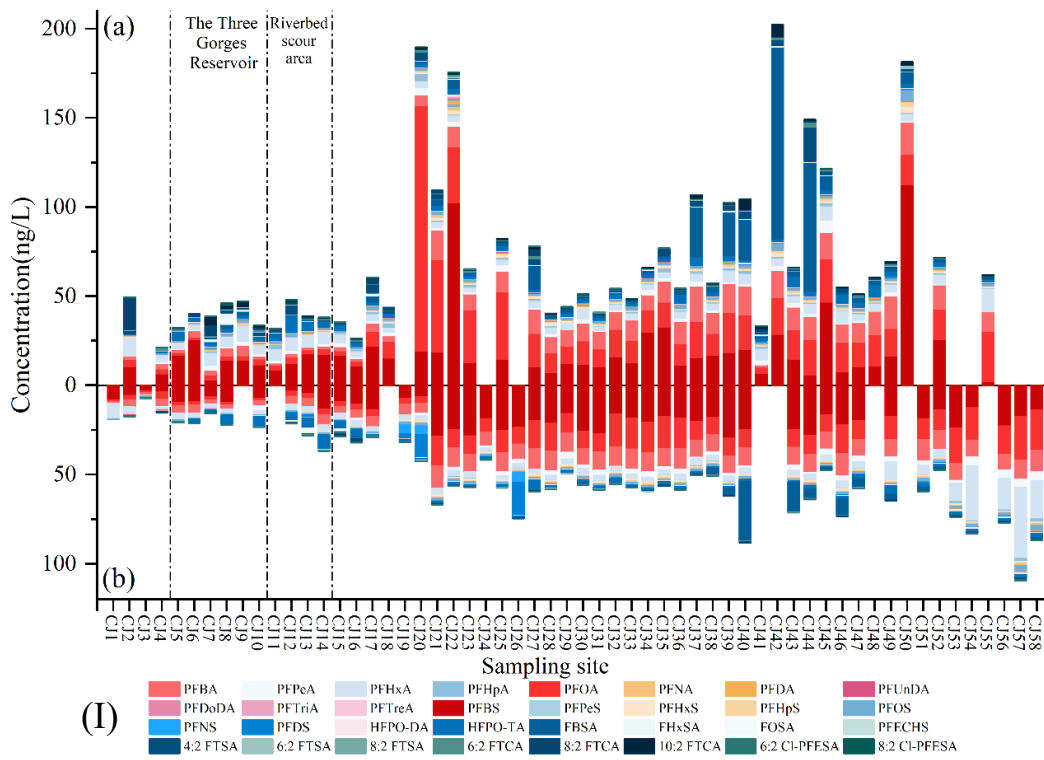 (a)
The Three
Gorges
Reservoir
Riverbed
scour
area
200
150
100
50
0
50
100
Concentration(ng/L)
(b)
CJ1 CJ2 CJ3 CJ4 CJ5 CJ6 CJ7 CJ8 CJ9 CJ10 CJ11 CJ12 CJ13 CJ14 CJ15 CJ16 CJ17 CJ18 CJ19 CJ20 CJ21 CJ22 CJ23 CJ24 CJ25 CJ26 CJ27 CJ28 CJ29 CJ30 CJ31 CJ32 CJ33 CJ34 CJ35 CJ36 CJ37 CJ38 CJ39 CJ40 CJ41 CJ42 CJ43 CJ44 CJ45 CJ46 CJ47 CJ48 CJ49 CJ50 CJ51 CJ52 CJ53 CJ54 CJ55 CJ56 CJ57 CJ58
Sampling site
(I)
PFBA PFPeA PFHxA PFHpA PFOA PFNA PFDA PFUnDA
PFDoDA PFTriA PFTreA PFBS PFPeS PFHxS PFHpS PFOS
PFNS PFDS HFPO-DA HFPO-TA FBSA FHxSA FOSA PFECHS
4:2 FTSA 6:2 FTSA 8:2 FTSA 6:2 FTCA 8:2 FTCA 10:2 FTCA 6:2 Cl-PFESA 8:2 Cl-PFESA